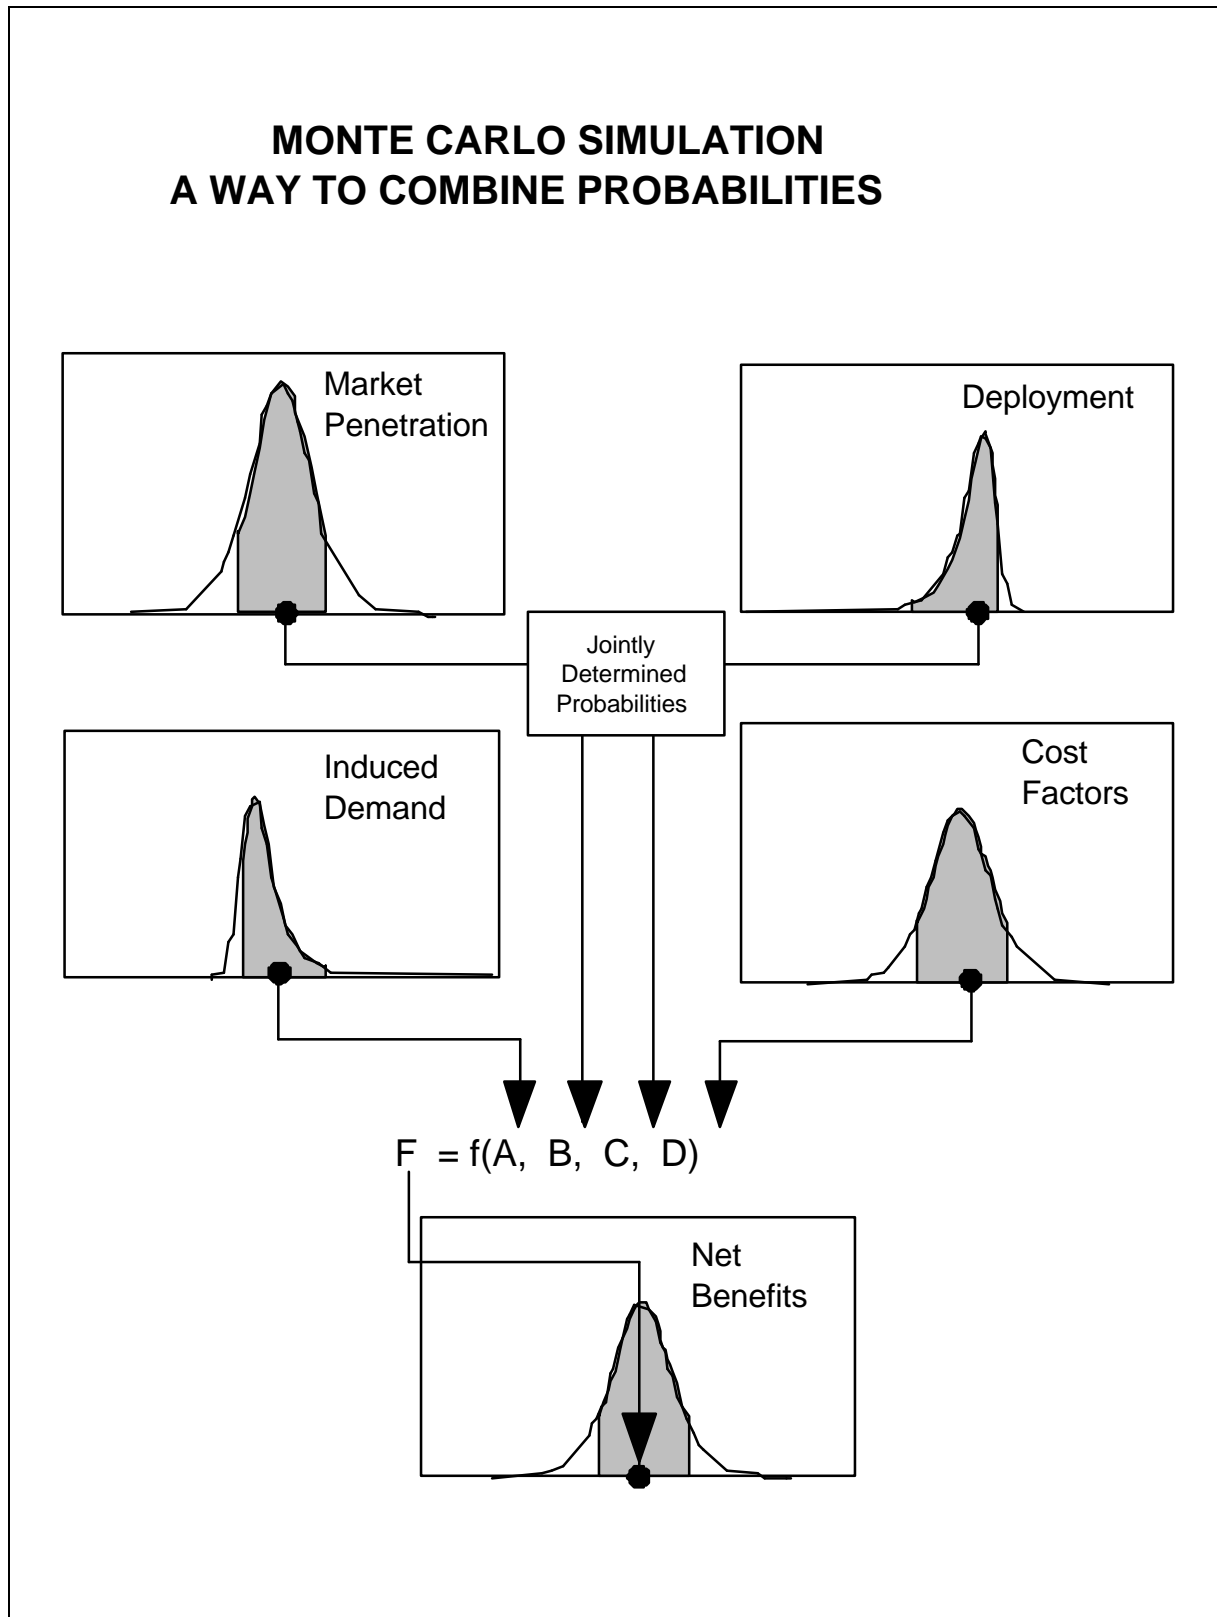 MONTE CARLO SIMULATION
A WAY TO COMBINE PROBABILITIES
Market
Penetration
Deployment
Jointly
Determined
Probabilities
Induced
Demand
Cost
Factors
F = f(A, B, C, D)
Net
Benefits